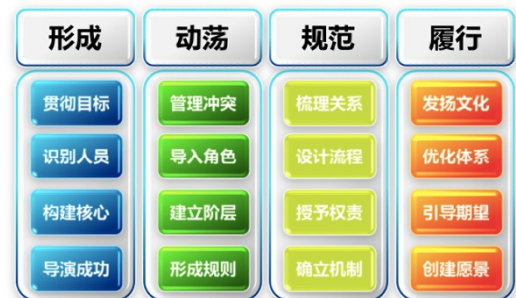 形成 动荡 规范 履行
贯彻目标 管理冲突 梳理关系 发扬文化
识别人员 导入角色 设计流程 优化体系
构建核心 建立阶层 授予权责 引导期望
导演成功 形成规则 确立机制 创建愿景